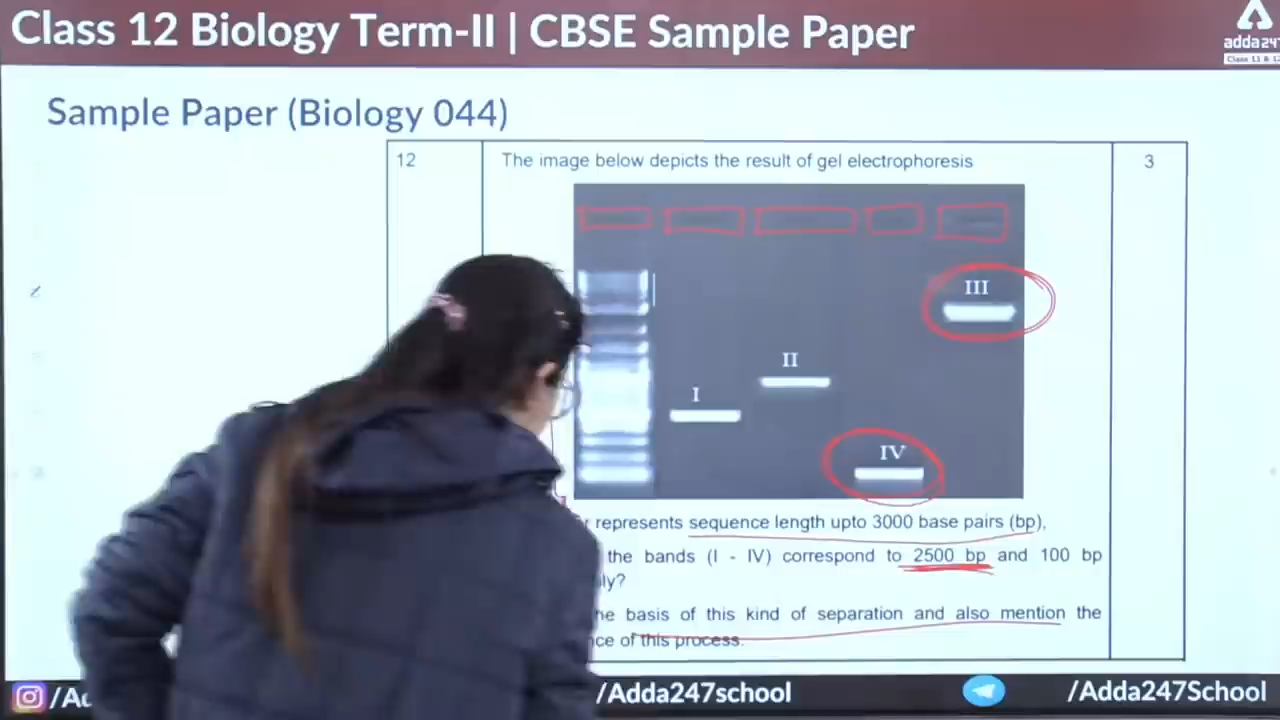 Class 12 Biology Term-II | CBSE Sample Paper
adda247
Class 11 & 12
Sample Paper (Biology 044)
12
The image below depicts the result of gel electrophoresis
3
III
II
I
IV
represents sequence length upto 3000 base pairs (bp),
the bands (I - IV) correspond to 2500 bp and 100 bp
basis of this kind of separation and also mention the
of this process.
/Adda247school
/Adda247School